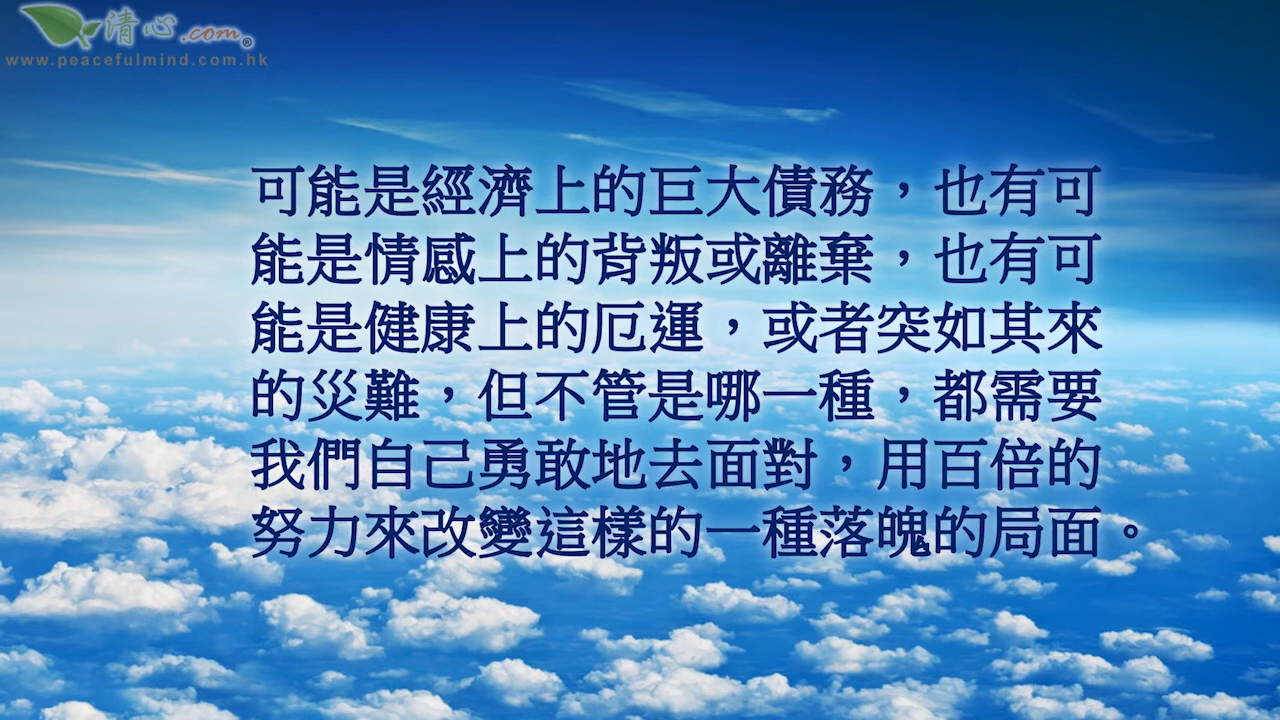 清心.com®
www.peacefulmind.com.hk
可能是經濟上的巨大債務，也有可
能是情感上的背叛或離棄，也有可
能是健康上的厄運，或者突如其來
的災難，但不管是哪一種，都需要
我們自己勇敢地去面對，用百倍的
努力來改變這樣的一種落魄的局面。